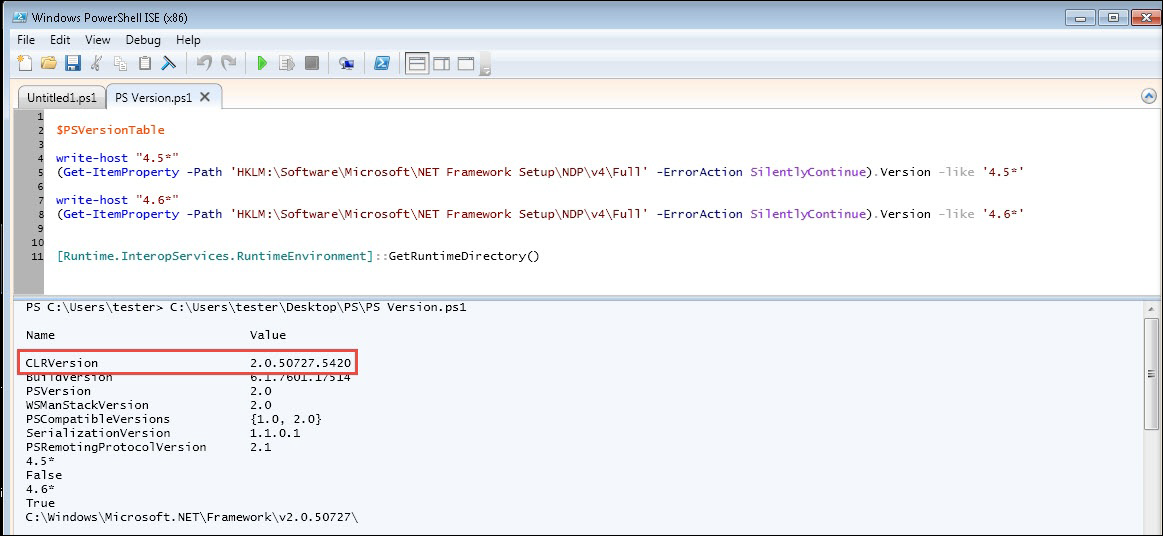 Windows PowerShell ISE (x86)
File Edit View Debug Help
Untitled1.ps1 PS Version.ps1
1
2 $PSVersionTable
3
4 write-host "4.5*"
5 (Get-ItemProperty -Path 'HKLM:\Software\Microsoft\NET Framework Setup\NDP\v4\Full' -ErrorAction SilentlyContinue).Version -like '4.5*'
6
7 write-host "4.6*"
8 (Get-ItemProperty -Path 'HKLM:\Software\Microsoft\NET Framework Setup\NDP\v4\Full' -ErrorAction SilentlyContinue).Version -like '4.6*'
9
10
11 [Runtime.InteropServices.RuntimeEnvironment]::GetRuntimeDirectory()
PS C:\Users\tester> C:\Users\tester\Desktop\PS\PS Version.ps1
Name Value
CLRVersion 2.0.50727.5420
BuildVersion 6.1.7601.17514
PSVersion 2.0
WSManStackVersion 2.0
PSCompatibleVersions {1.0, 2.0}
SerializationVersion 1.1.0.1
PSRemotingProtocolVersion 2.1
4.5*
False
4.6*
True
C:\Windows\Microsoft.NET\Framework\v2.0.50727\